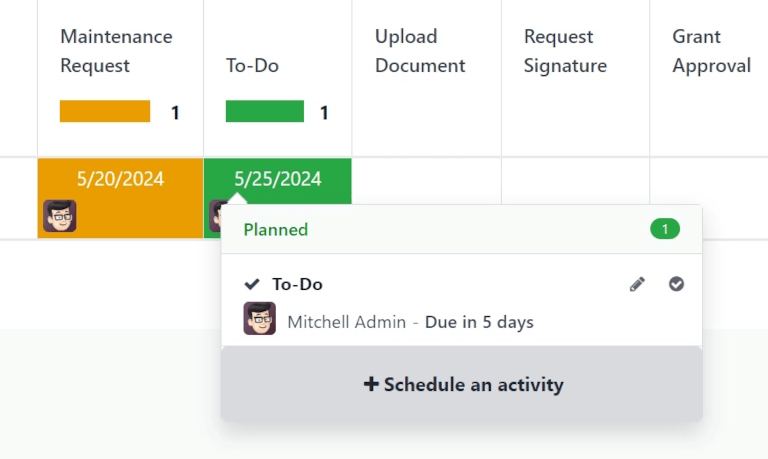 Maintenance Request
To-Do
Upload Document
Request Signature
Grant Approval
1
1
5/20/2024
5/25/2024
Planned
1
To-Do
Mitchell Admin - Due in 5 days
Schedule an activity